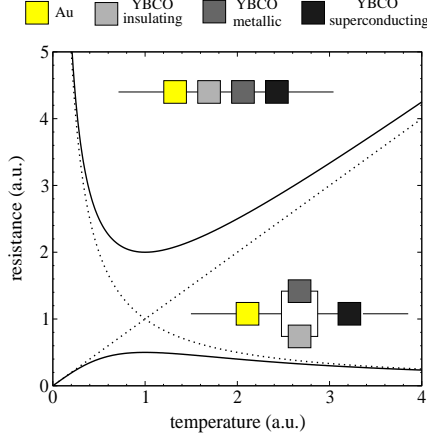 Au
YBCO
insulating
YBCO
metallic
YBCO
superconducting
5
4
3
2
1
0
0 1 2 3 4
resistance (a.u.)
temperature (a.u.)